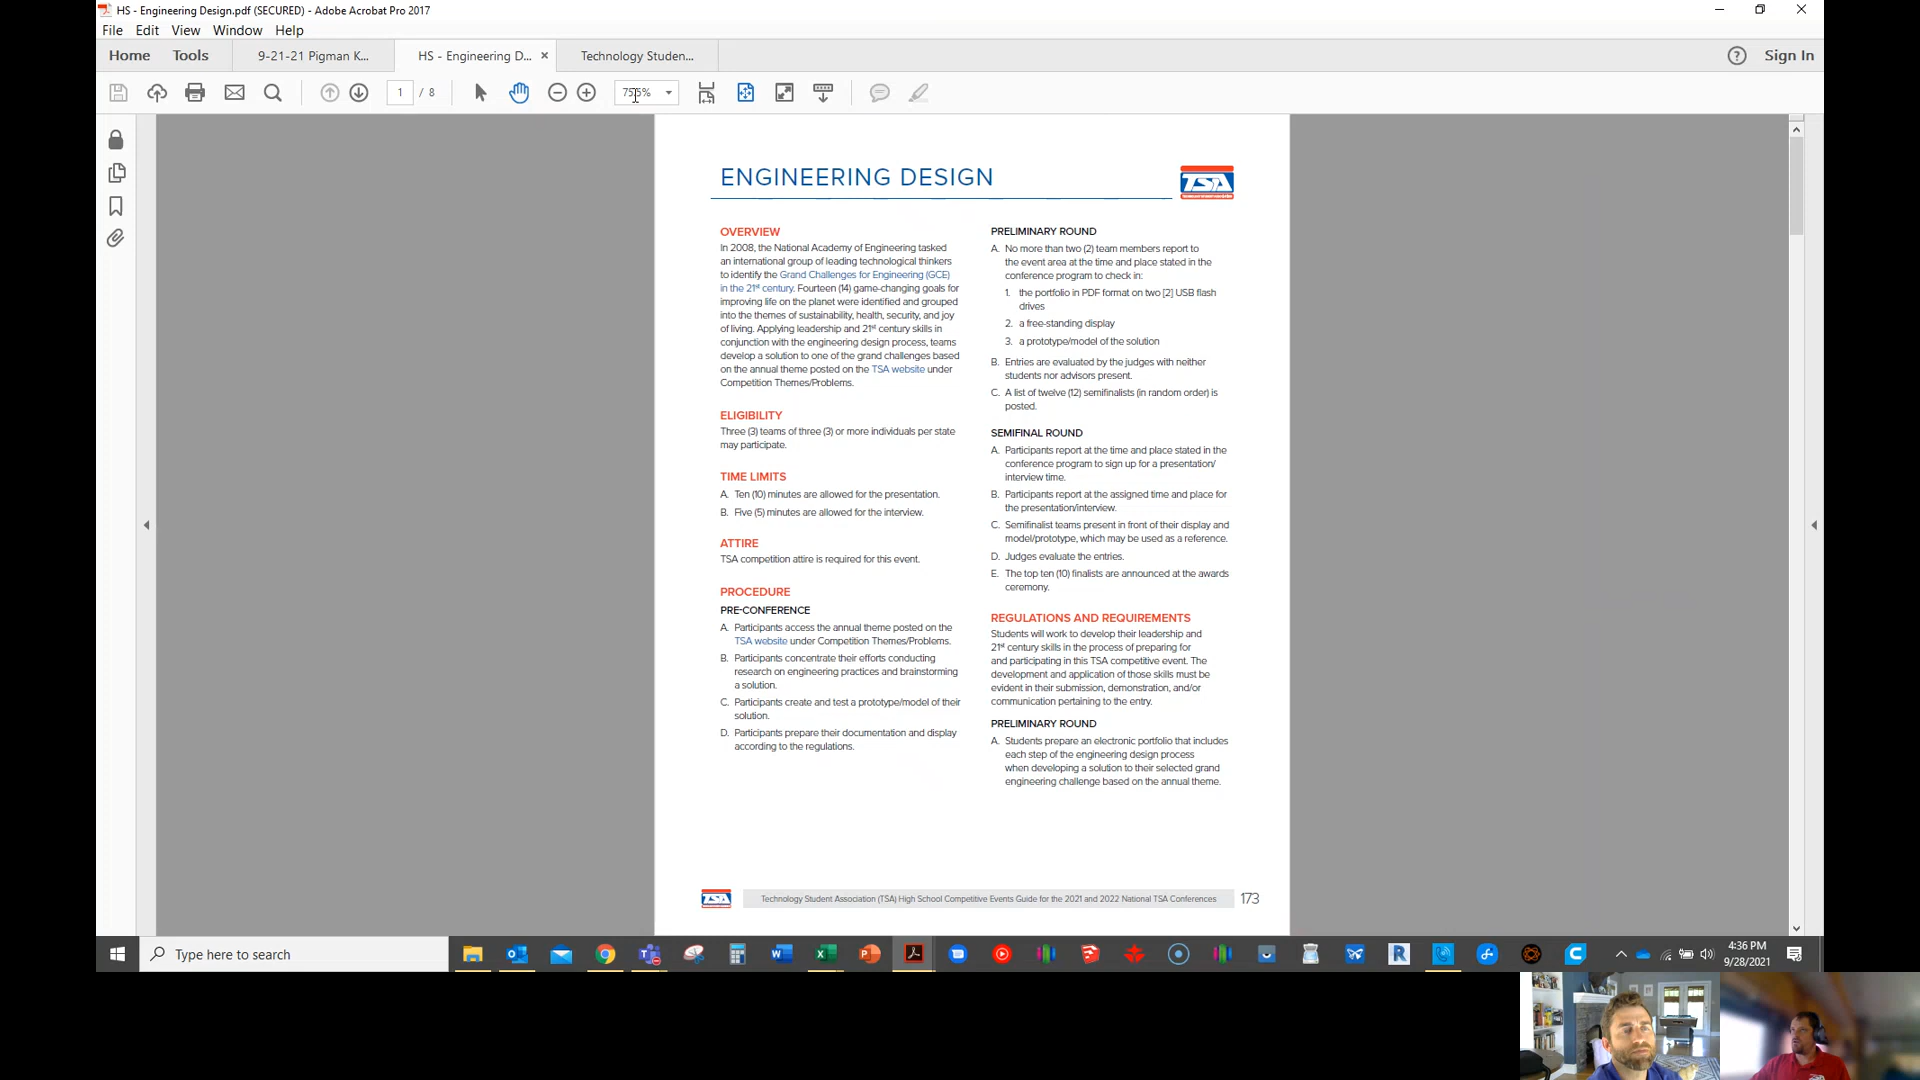 HS - Engineering Design.pdf (SECURED) - Adobe Acrobat Pro 2017
File Edit View Window Help
Home Tools 9-21-21 Pigman K... HS - Engineering D... × Technology Studen... Sign In
1 / 8
ENGINEERING DESIGN
TSA
OVERVIEW
In 2008, the National Academy of Engineering tasked
an international group of leading technological thinkers
to identify the Grand Challenges for Engineering (GCE)
in the 21st century. Fourteen (14) game-changing goals for
improving life on the planet were identified and grouped
into the themes of sustainability, health, security, and joy
of living. Applying leadership and 21st century skills in
conjunction with the engineering design process, teams
develop a solution to one of the grand challenges based
on the annual theme posted on the TSA website under
Competition Themes/Problems.
ELIGIBILITY
Three (3) teams of three (3) or more individuals per state
may participate.
TIME LIMITS
A. Ten (10) minutes are allowed for the presentation.
B. Five (5) minutes are allowed for the interview.
ATTIRE
TSA competition attire is required for this event.
PROCEDURE
PRE-CONFERENCE
A. Participants access the annual theme posted on the
TSA website under Competition Themes/Problems.
B. Participants concentrate their efforts conducting
research on engineering practices and brainstorming
a solution.
C. Participants create and test a prototype/model of their
solution.
D. Participants prepare their documentation and display
according to the regulations.
PRELIMINARY ROUND
A. No more than two (2) team members report to
the event area at the time and place stated in the
conference program to check in:
1. the portfolio in PDF format on two [2] USB flash
drives
2. a free-standing display
3. a prototype/model of the solution
B. Entries are evaluated by the judges with neither
students nor advisors present.
C. A list of twelve (12) semifinalists (in random order) is
posted.
SEMIFINAL ROUND
A. Participants report at the time and place stated in the
conference program to sign up for a presentation/
interview time.
B. Participants report at the assigned time and place for
the presentation/interview.
C. Semifinalist teams present in front of their display and
model/prototype, which may be used as a reference.
D. Judges evaluate the entries.
E. The top ten (10) finalists are announced at the awards
ceremony.
REGULATIONS AND REQUIREMENTS
Students will work to develop their leadership and
21st century skills in the process of preparing for
and participating in this TSA competitive event. The
development and application of those skills must be
evident in their submission, demonstration, and/or
communication pertaining to the entry.
PRELIMINARY ROUND
A. Students prepare an electronic portfolio that includes
each step of the engineering design process
when developing a solution to their selected grand
engineering challenge based on the annual theme.
TSA Technology Student Association (TSA) High School Competitive Events Guide for the 2021 and 2022 National TSA Conferences 173
Type here to search
4:36 PM
9/28/2021